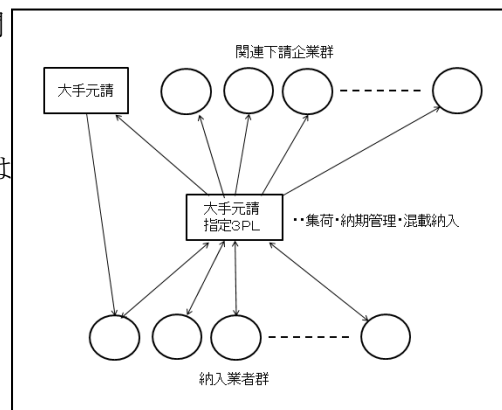 関連下請企業群
大手元請
は
大手元請
指定3PL
‥集荷・納期管理・混載納入
納入業者群